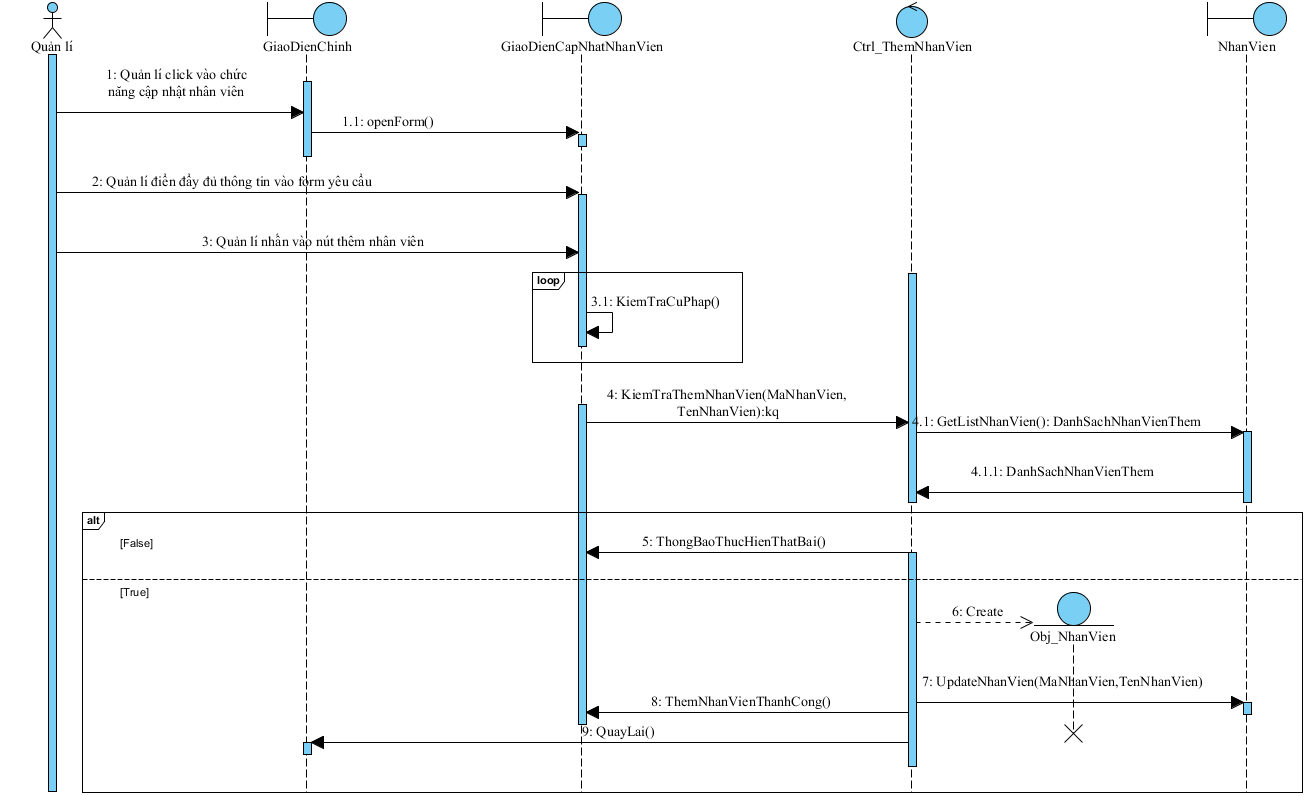 Quản lí
GiaoDienChinh
GiaoDienCapNhatNhanVien
Ctrl_ThemNhanVien
NhanVien
1: Quản lí click vào chức
năng cập nhật nhân viên
1.1: openForm()
2: Quản lí điền đầy đủ thông tin vào form yêu cầu
3: Quản lí nhấn vào nút thêm nhân viên
loop
3.1: KiemTraCuPhap()
4: KiemTraThemNhanVien(MaNhanVien,
TenNhanVien):kq
4.1: GetListNhanVien(): DanhSachNhanVienThem
4.1.1: DanhSachNhanVienThem
alt
[False]
5: ThongBaoThucHienThatBai()
[True]
6: Create
Obj_NhanVien
7: UpdateNhanVien(MaNhanVien,TenNhanVien)
8: ThemNhanVienThanhCong()
9: QuayLai()